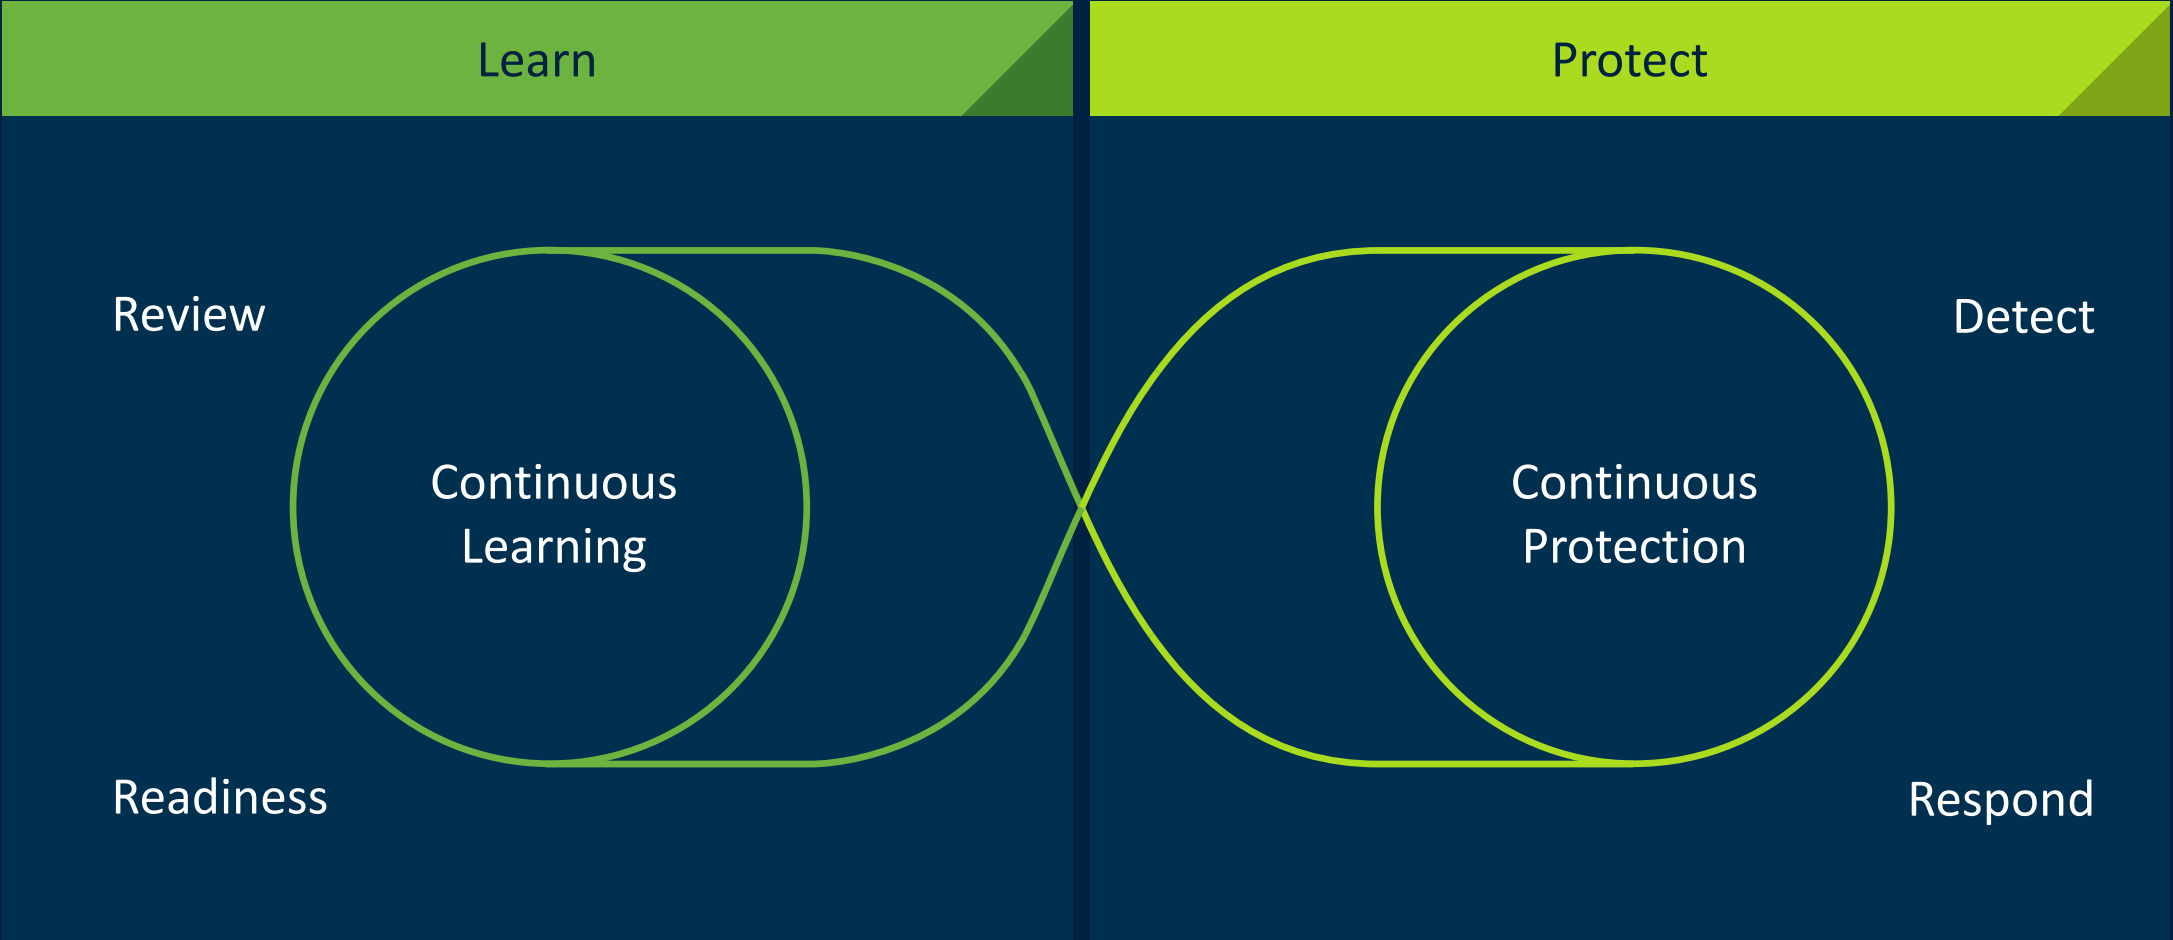 Learn
Protect
Review
Detect
Continuous
Learning
Continuous
Protection
Readiness
Respond